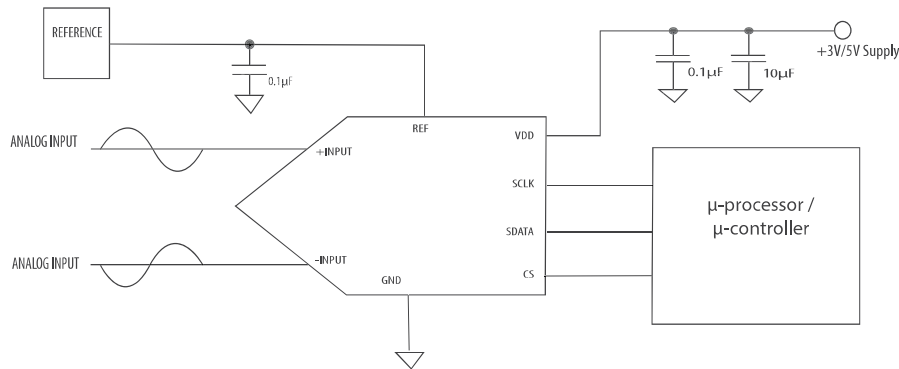 REFERENCE
+3V/5V Supply
0.1µF
0.1µF
10µF
REF
VDD
ANALOG INPUT
+INPUT
SCLK
µ-processor /
µ-controller
SDATA
ANALOG INPUT
-INPUT
CS
GND